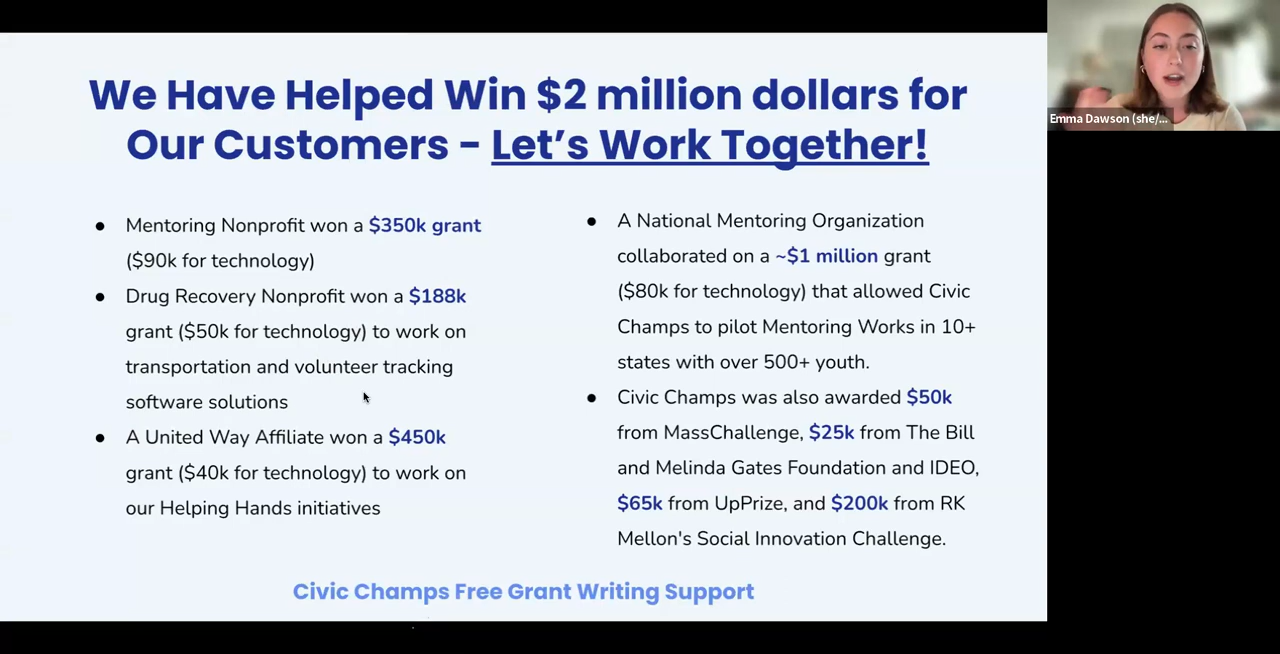 We Have Helped Win $2 million dollars for
Our Customers - Let's Work Together!
● Mentoring Nonprofit won a $350k grant
($90k for technology)
● Drug Recovery Nonprofit won a $188k
grant ($50k for technology) to work on
transportation and volunteer tracking
software solutions
● A United Way Affiliate won a $450k
grant ($40k for technology) to work on
our Helping Hands initiatives
● A National Mentoring Organization
collaborated on a ~$1 million grant
($80k for technology) that allowed Civic
Champs to pilot Mentoring Works in 10+
states with over 500+ youth.
● Civic Champs was also awarded $50k
from MassChallenge, $25k from The Bill
and Melinda Gates Foundation and IDEO,
$65k from UpPrize, and $200k from RK
Mellon's Social Innovation Challenge.
Civic Champs Free Grant Writing Support
Emma Dawson (she/...